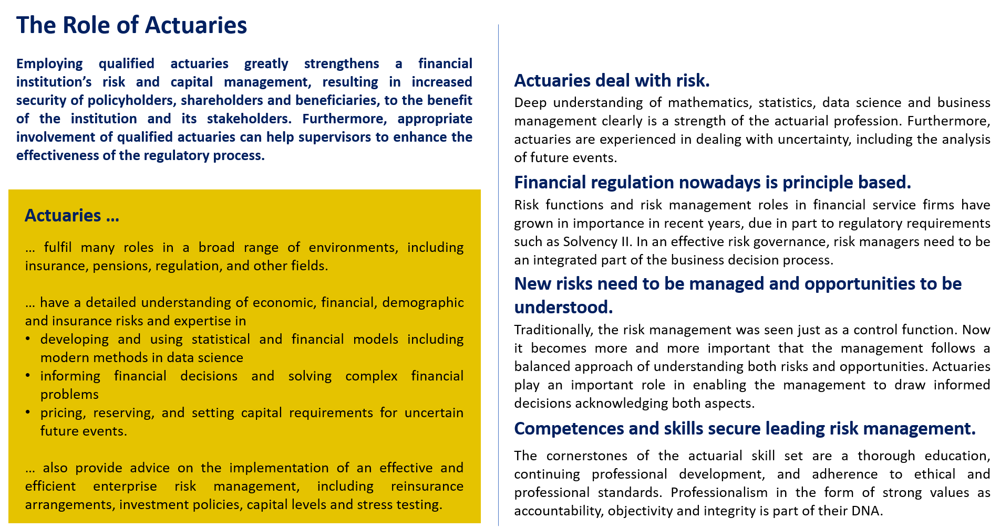 The Role of Actuaries
Employing qualified actuaries greatly strengthens a financial
institution’s risk and capital management, resulting in increased
security of policyholders, shareholders and beneficiaries, to the benefit
of the institution and its stakeholders. Furthermore, appropriate
involvement of qualified actuaries can help supervisors to enhance the
effectiveness of the regulatory process.
Actuaries …
… fulfil many roles in a broad range of environments, including
insurance, pensions, regulation, and other fields.
… have a detailed understanding of economic, financial, demographic
and insurance risks and expertise in
• developing and using statistical and financial models including
modern methods in data science
• informing financial decisions and solving complex financial
problems
• pricing, reserving, and setting capital requirements for uncertain
future events.
… also provide advice on the implementation of an effective and
efficient enterprise risk management, including reinsurance
arrangements, investment policies, capital levels and stress testing.
Actuaries deal with risk.
Deep understanding of mathematics, statistics, data science and business
management clearly is a strength of the actuarial profession. Furthermore,
actuaries are experienced in dealing with uncertainty, including the analysis
of future events.
Financial regulation nowadays is principle based.
Risk functions and risk management roles in financial service firms have
grown in importance in recent years, due in part to regulatory requirements
such as Solvency II. In an effective risk governance, risk managers need to be
an integrated part of the business decision process.
New risks need to be managed and opportunities to be
understood.
Traditionally, the risk management was seen just as a control function. Now
it becomes more and more important that the management follows a
balanced approach of understanding both risks and opportunities. Actuaries
play an important role in enabling the management to draw informed
decisions acknowledging both aspects.
Competences and skills secure leading risk management.
The cornerstones of the actuarial skill set are a thorough education,
continuing professional development, and adherence to ethical and
professional standards. Professionalism in the form of strong values as
accountability, objectivity and integrity is part of their DNA.